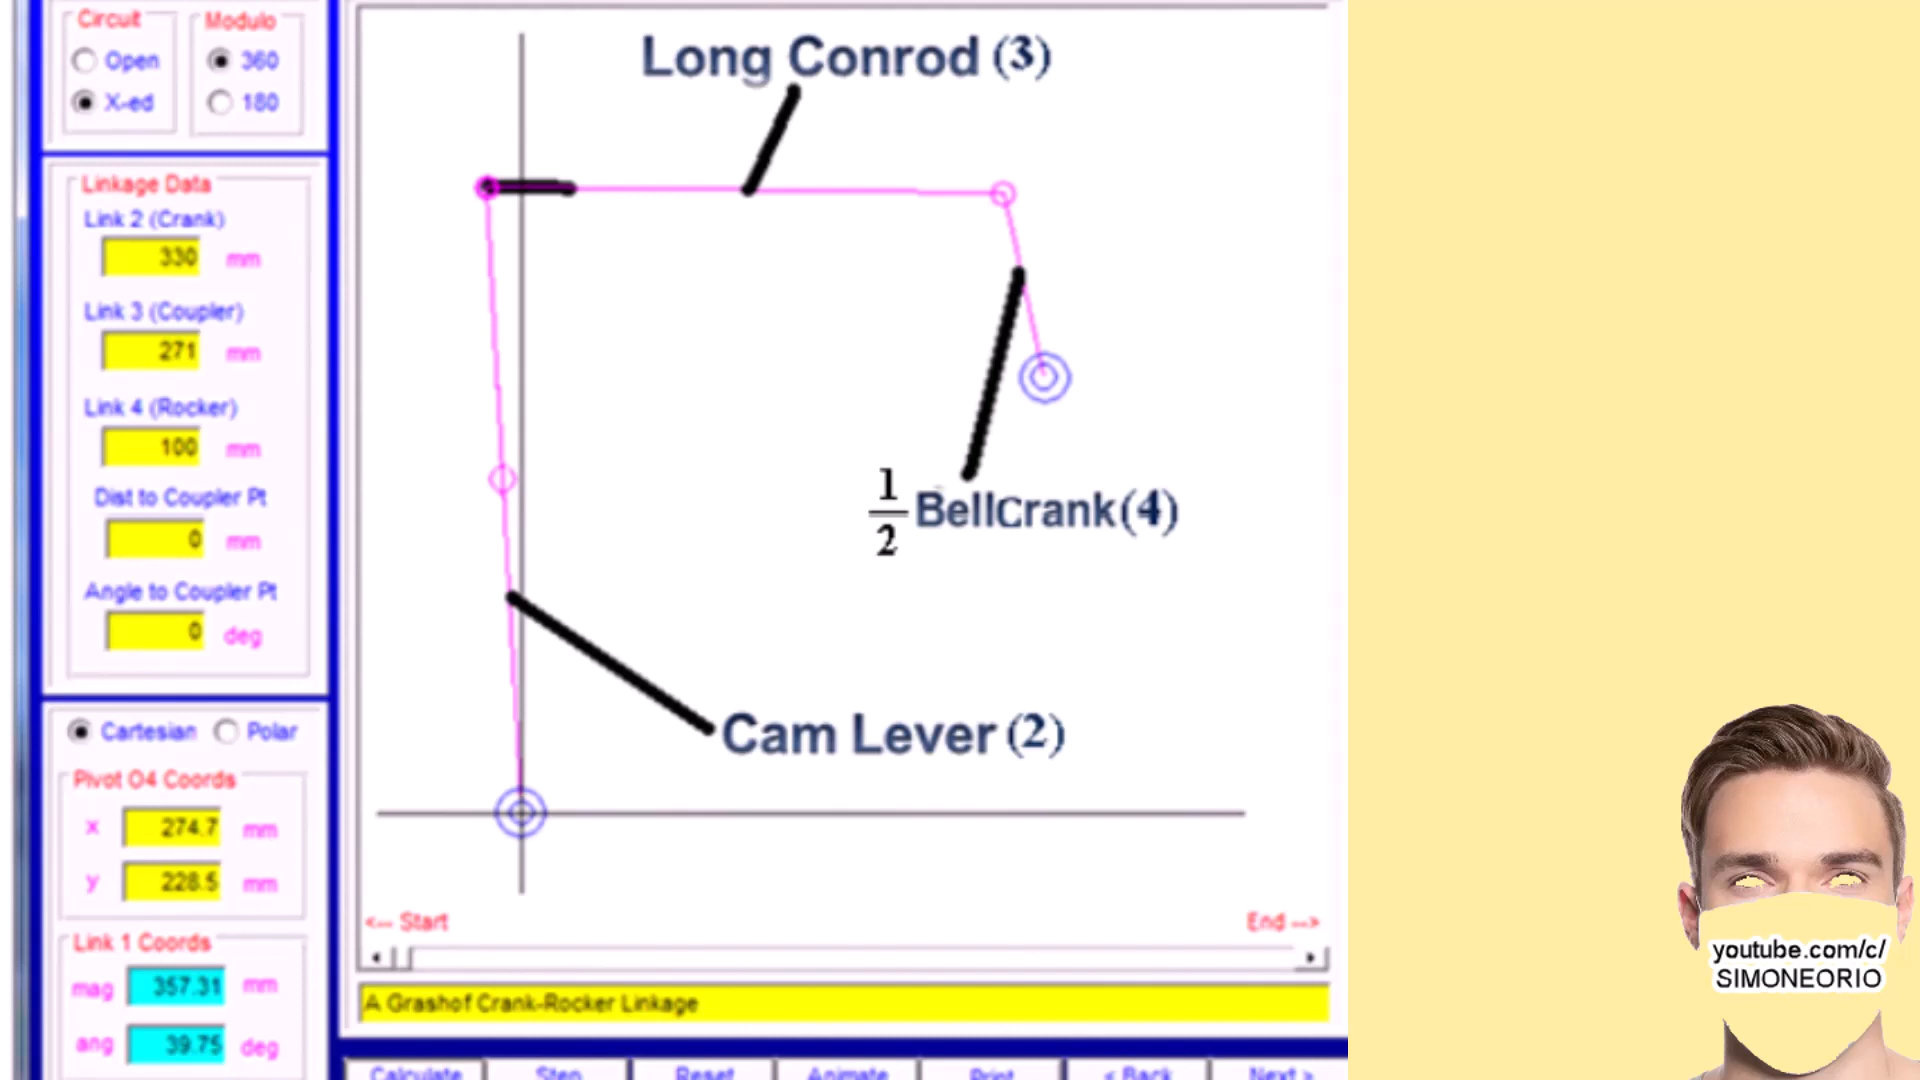 Circuit
Modulo
Open
360
X-ed
180
Linkage Data
Link 2 (Crank)
330 mm
Link 3 (Coupler)
271 mm
Link 4 (Rocker)
100 mm
Dist to Coupler Pt
0 mm
Angle to Coupler Pt
0 deg
Cartesian Polar
Pivot O4 Coords
x 274.7 mm
y 228.5 mm
Link 1 Coords
mag 357.31 mm
ang 39.75 deg
Long Conrod (3)
1/2 BellCrank(4)
Cam Lever (2)
<-- Start
End -->
A Grashof Crank-Rocker Linkage
Calculate Step Reset Animate Print < Back Next >
youtube.com/c/
SIMONEORIO